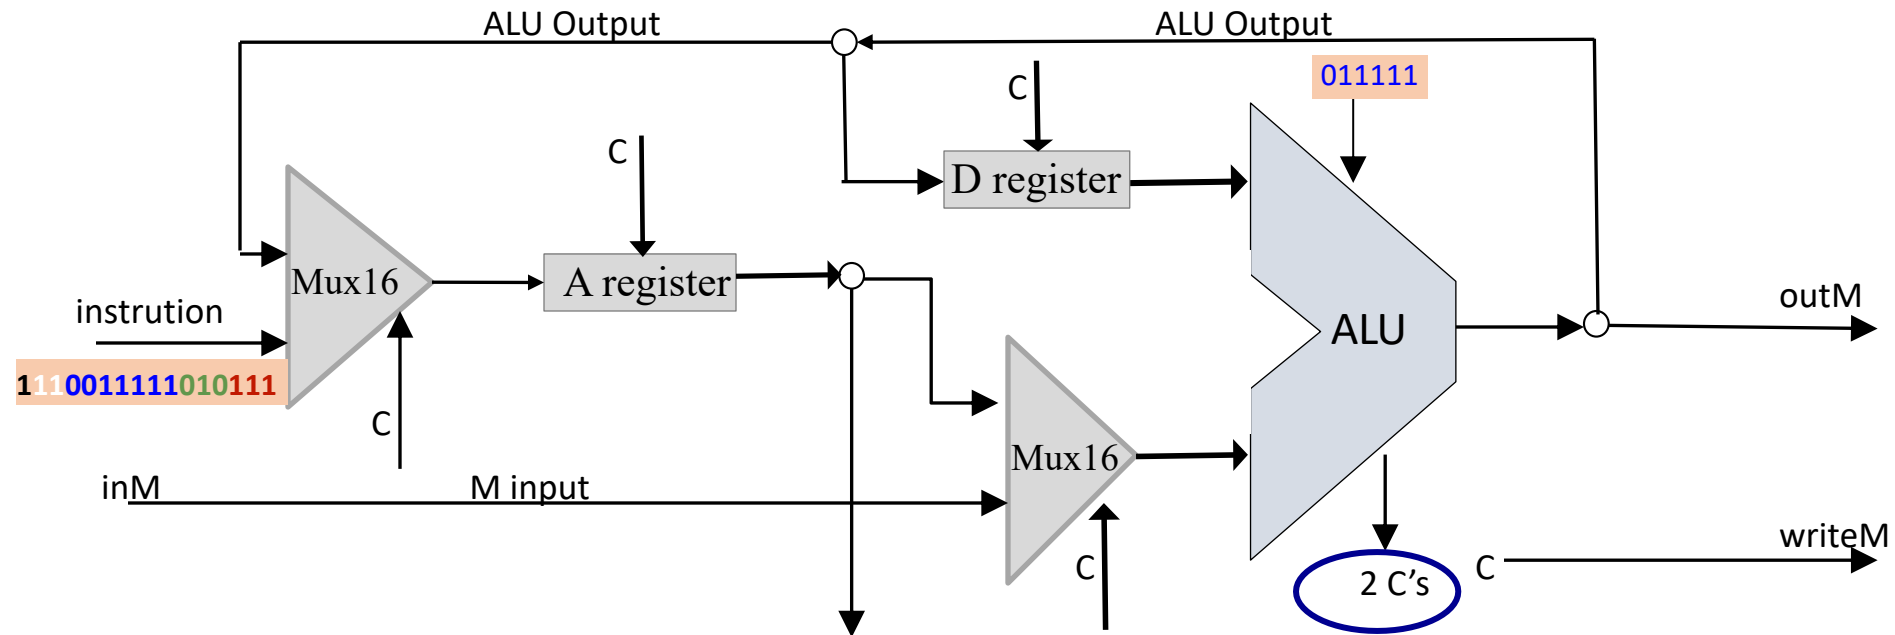 ALU Output
ALU Output
011111
C
C
D register
Mux16
A register
instrution
outM
ALU
1110011111010111
C
Mux16
inM
M input
writeM
C
C
2 C's